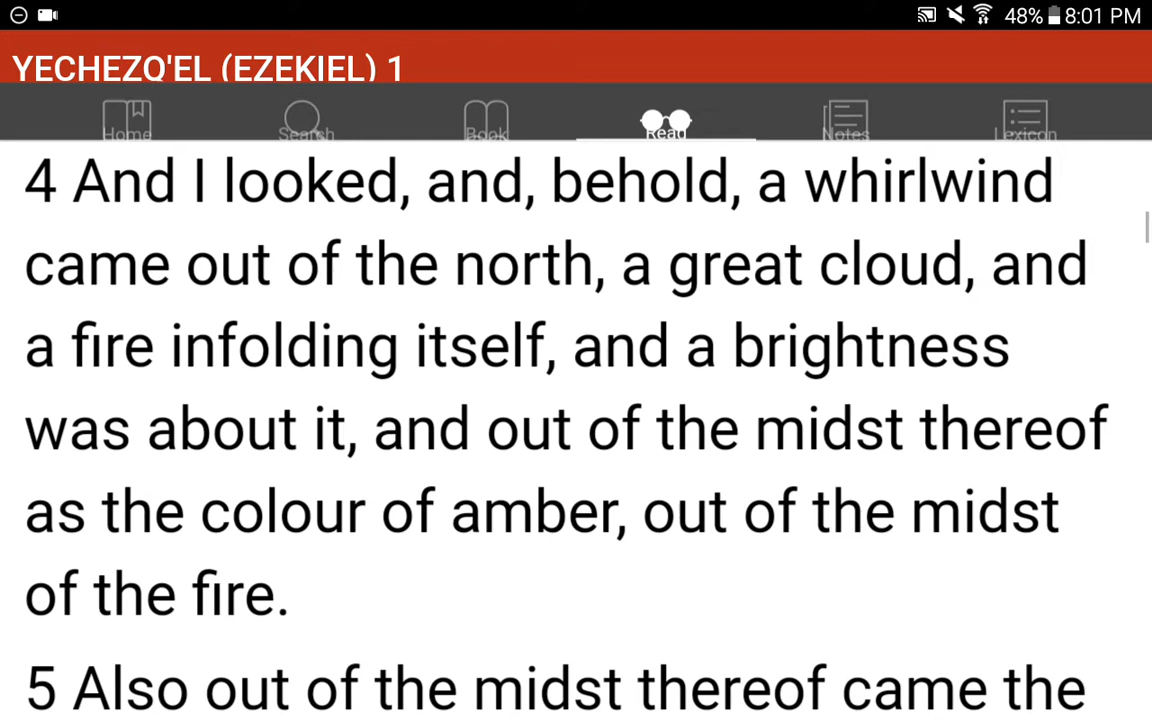 48% 8:01 PM
YECHEZQ'EL (EZEKIEL) 1
Home Search Book Read Notes Lexicon
4 And I looked, and, behold, a whirlwind
came out of the north, a great cloud, and
a fire infolding itself, and a brightness
was about it, and out of the midst thereof
as the colour of amber, out of the midst
of the fire.
5 Also out of the midst thereof came the